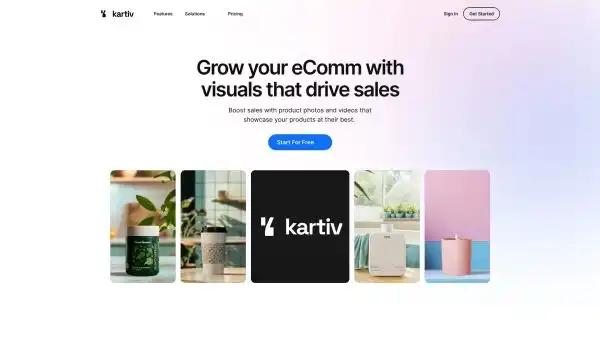 kartiv
Features
Solutions
Pricing
Sign in
Get Started
Grow your eComm with
visuals that drive sales
Boost sales with product photos and videos that
showcase your products at their best.
Start For Free
kartiv